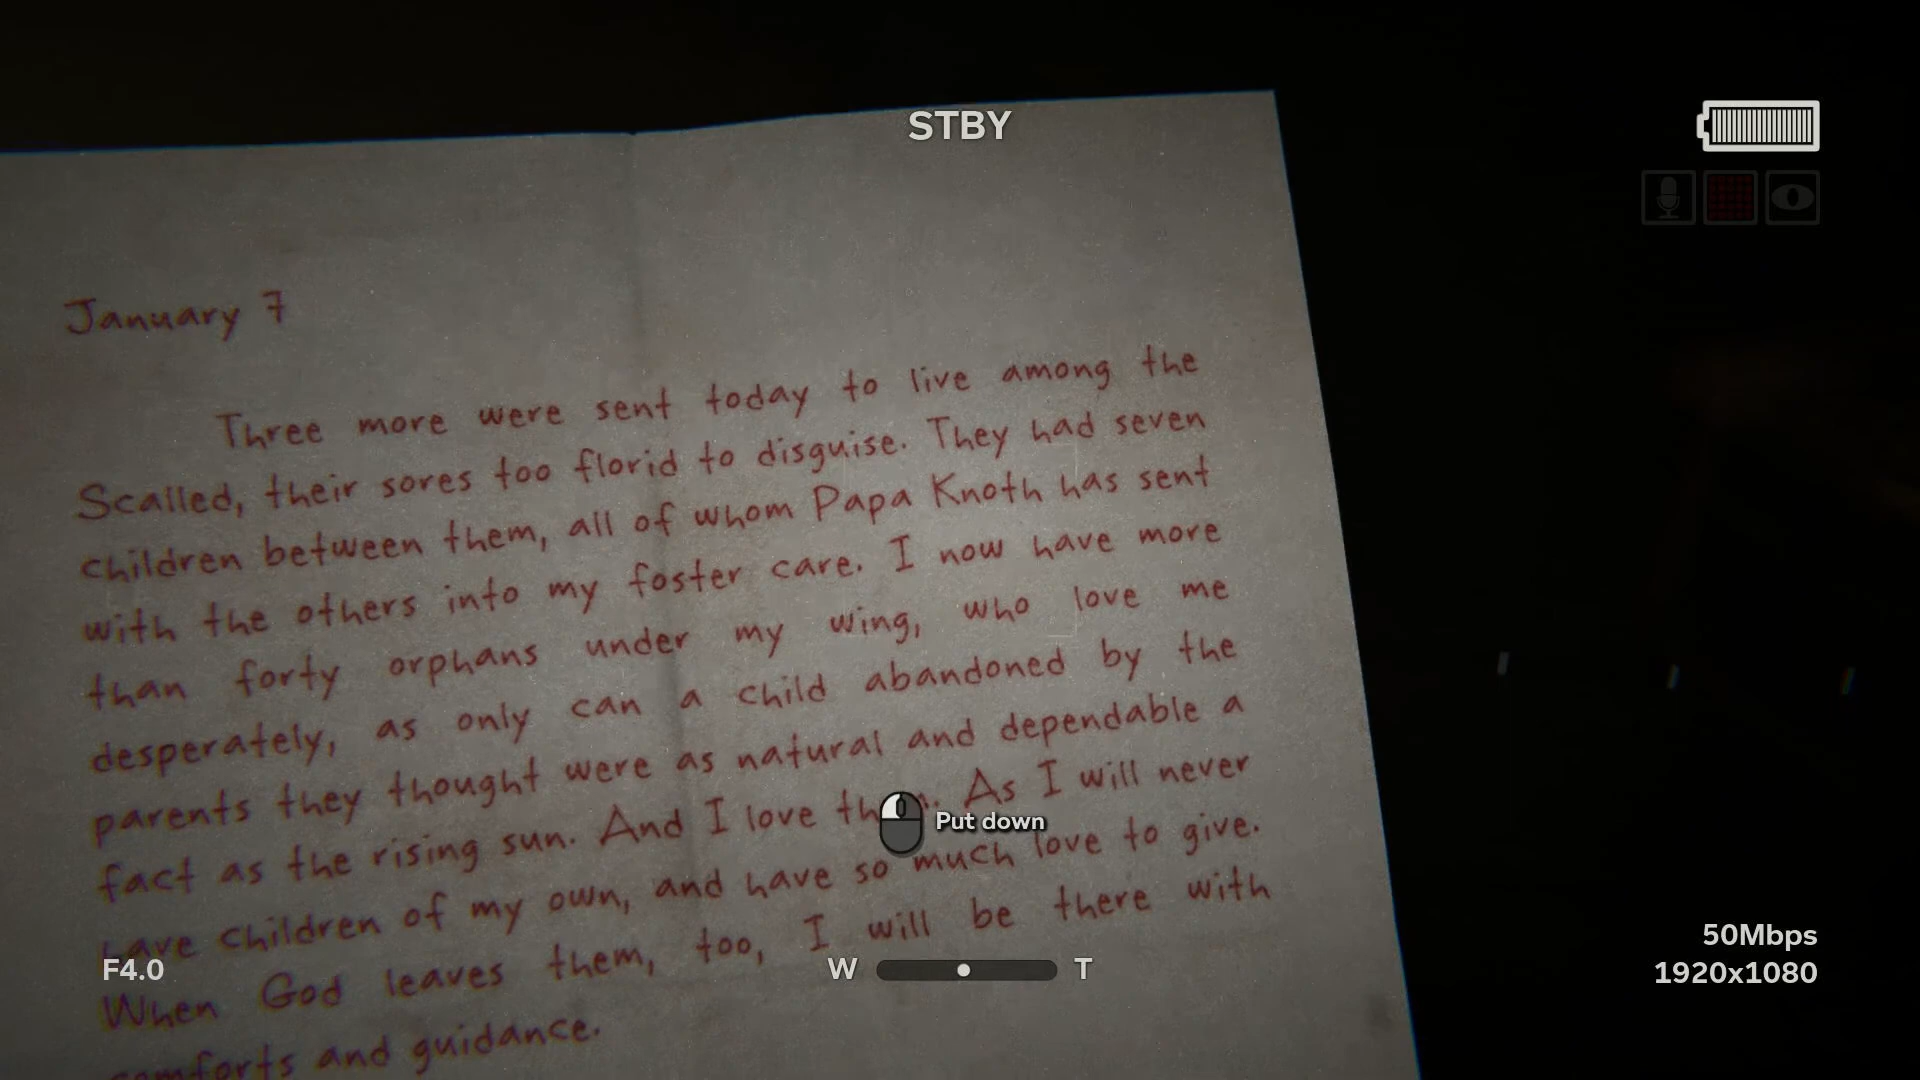 STBY
January 7
Three more were sent today to live among the
Scalled, their sores too florid to disguise. They had seven
children between them, all of whom Papa Knoth has sent
with the others into my foster care. I now have more
than forty orphans under my wing, who love me
desperately, as only can a child abandoned by the
parents they thought were as natural and dependable a
fact as the rising sun. And I love them. As I will never
have children of my own, and have so much love to give.
When God leaves them, too, I will be there with
comforts and guidance.
Put down
F4.0
W T
50Mbps
1920x1080